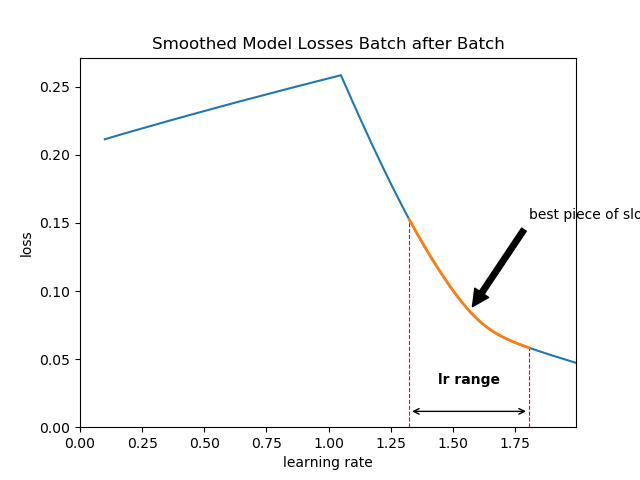 Smoothed Model Losses Batch after Batch
0.25
0.20
0.15
0.10
0.05
0.00
loss
best piece of slo
lr range
0.00 0.25 0.50 0.75 1.00 1.25 1.50 1.75
learning rate